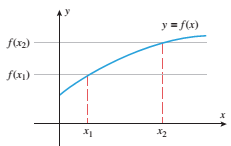 y
y = f(x)
f(x₂)
f(x₁)
x
x₁ x₂